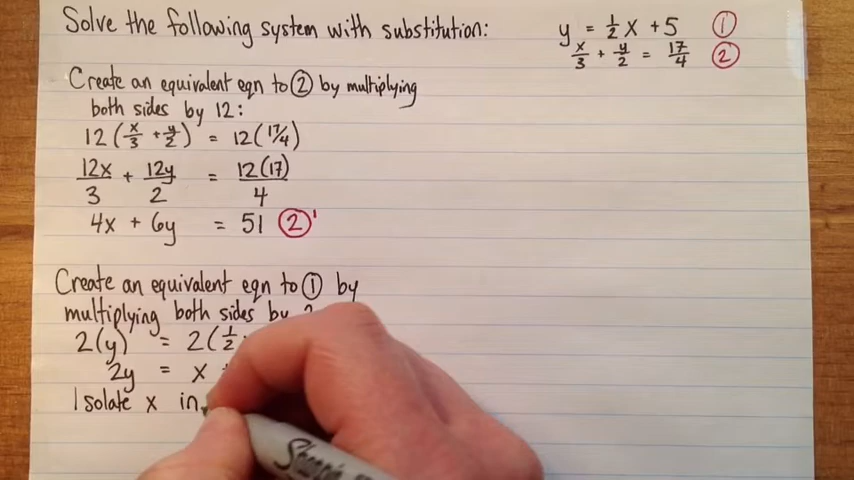 Solve the following system with substitution:
y = 1/2 x + 5 ①
x/3 + y/2 = 17/4 ②
Create an equivalent eqn to ② by multiplying
both sides by 12:
12(x/3 + y/2) = 12(17/4)
12x/3 + 12y/2 = 12(17)/4
4x + 6y = 51 ②'
Create an equivalent eqn to ① by
multiplying both sides by
2(y) = 2(1/2
2y = x
Isolate x in
Sharpie